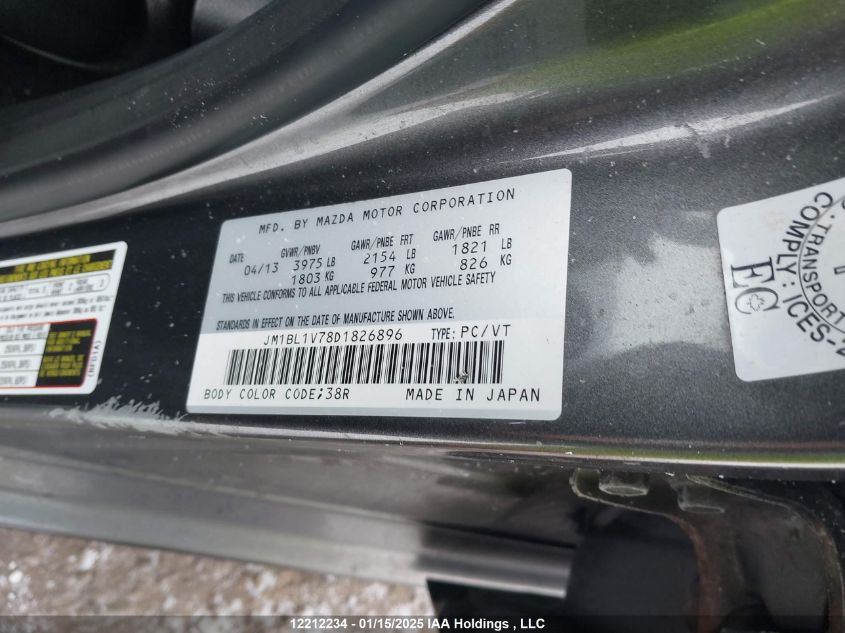 MFD. BY MAZDA MOTOR CORPORATION
DATE GVWR/PNBV GAWR/PNBE FRT GAWR/PNBE RR
04/13 3975 LB 2154 LB 1821 LB
1803 KG 977 KG 826 KG
THIS VEHICLE CONFORMS TO ALL APPLICABLE FEDERAL MOTOR VEHICLE SAFETY
STANDARDS IN EFFECT ON THE DATE OF MANUFACTURE SHOWN ABOVE.
JM1BL1V78D1826896 TYPE: PC/VT
BODY COLOR CODE:38R MADE IN JAPAN
(BFD1A)
TRANSPORT
COMPLY: ICES-
EC
12212234 - 01/15/2025 IAA Holdings , LLC